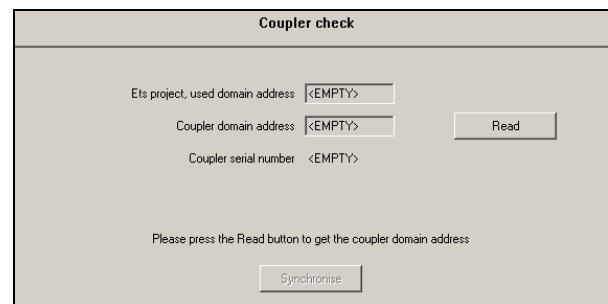 Coupler check
Ets project, used domain address <EMPTY>
Coupler domain address <EMPTY> Read
Coupler serial number <EMPTY>
Please press the Read button to get the coupler domain address
Synchronise